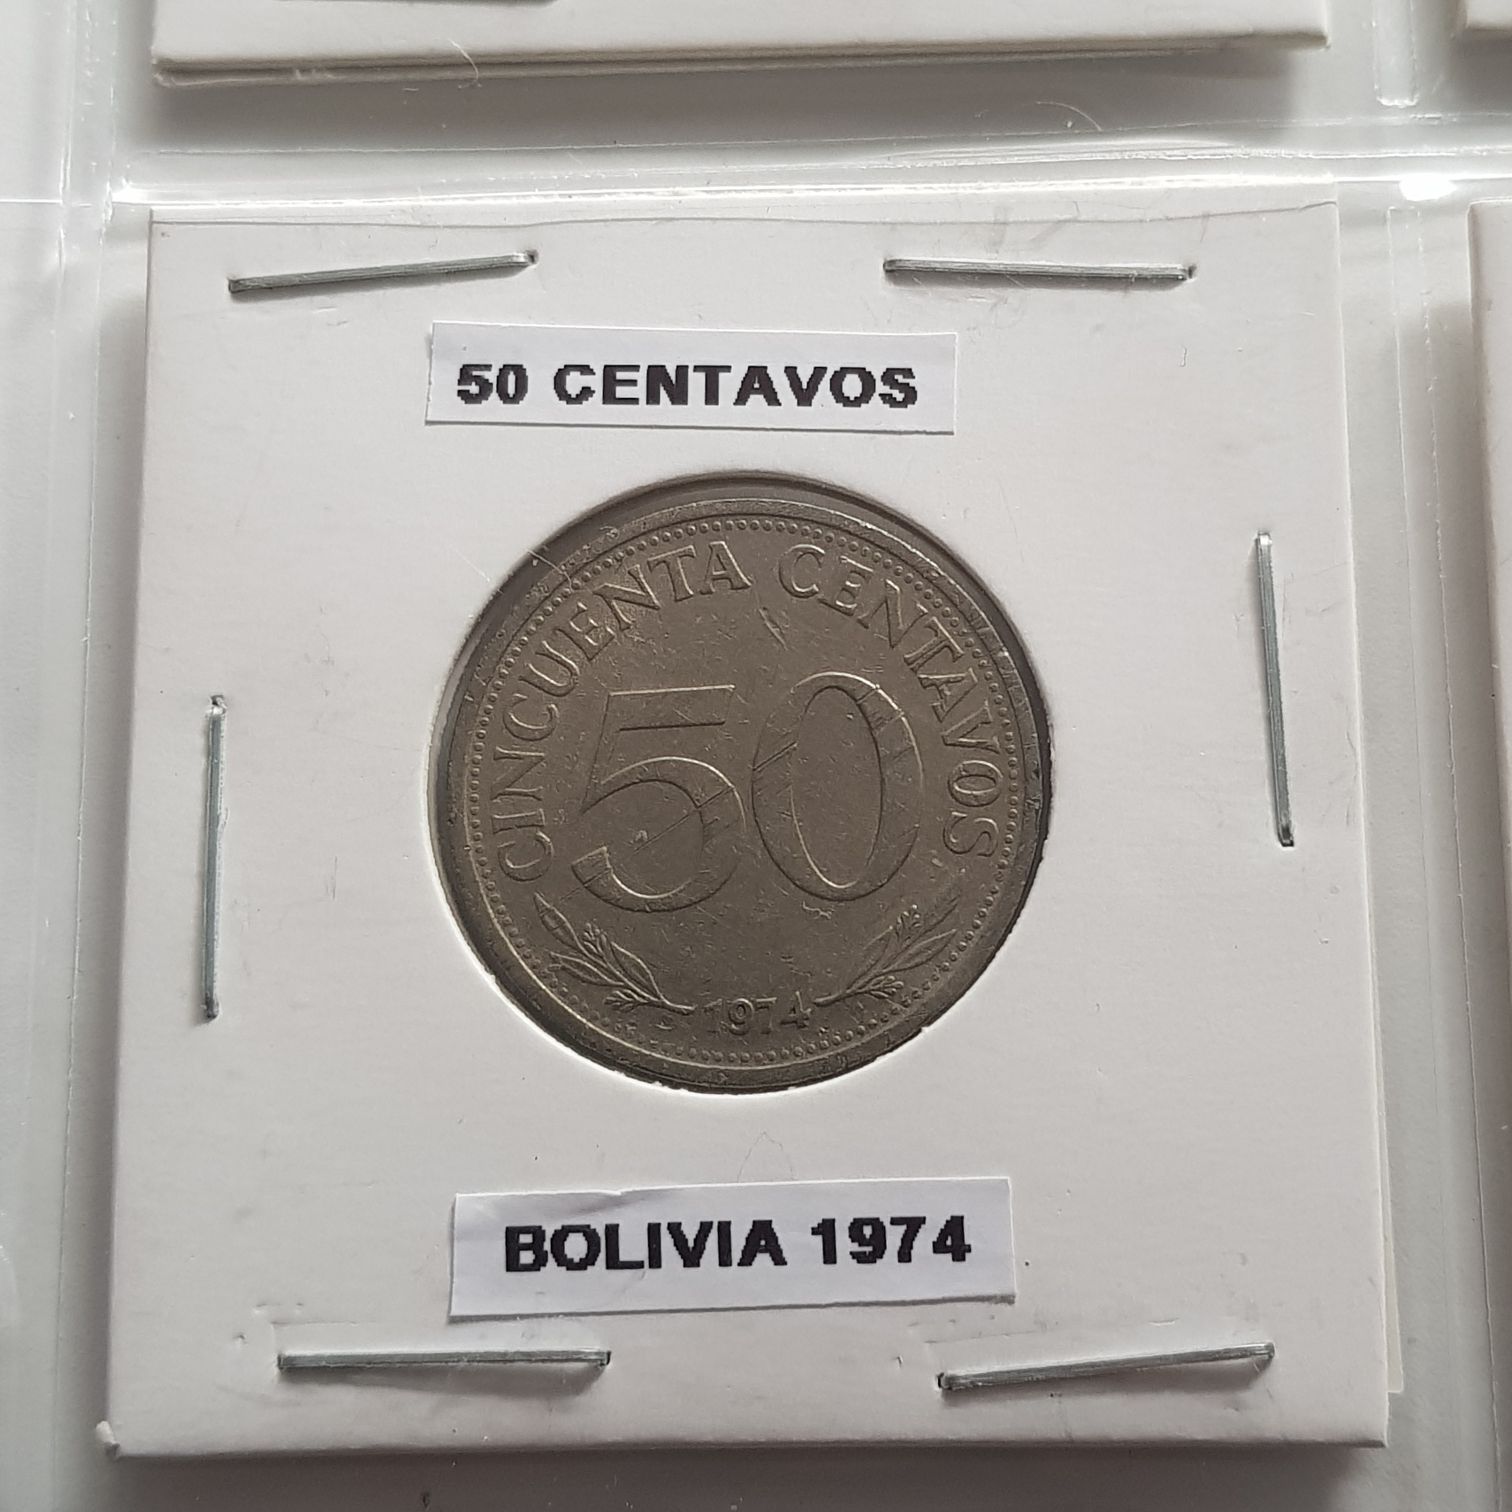 50 CENTAVOS
CINCUENTA CENTAVOS
50
1974
BOLIVIA 1974